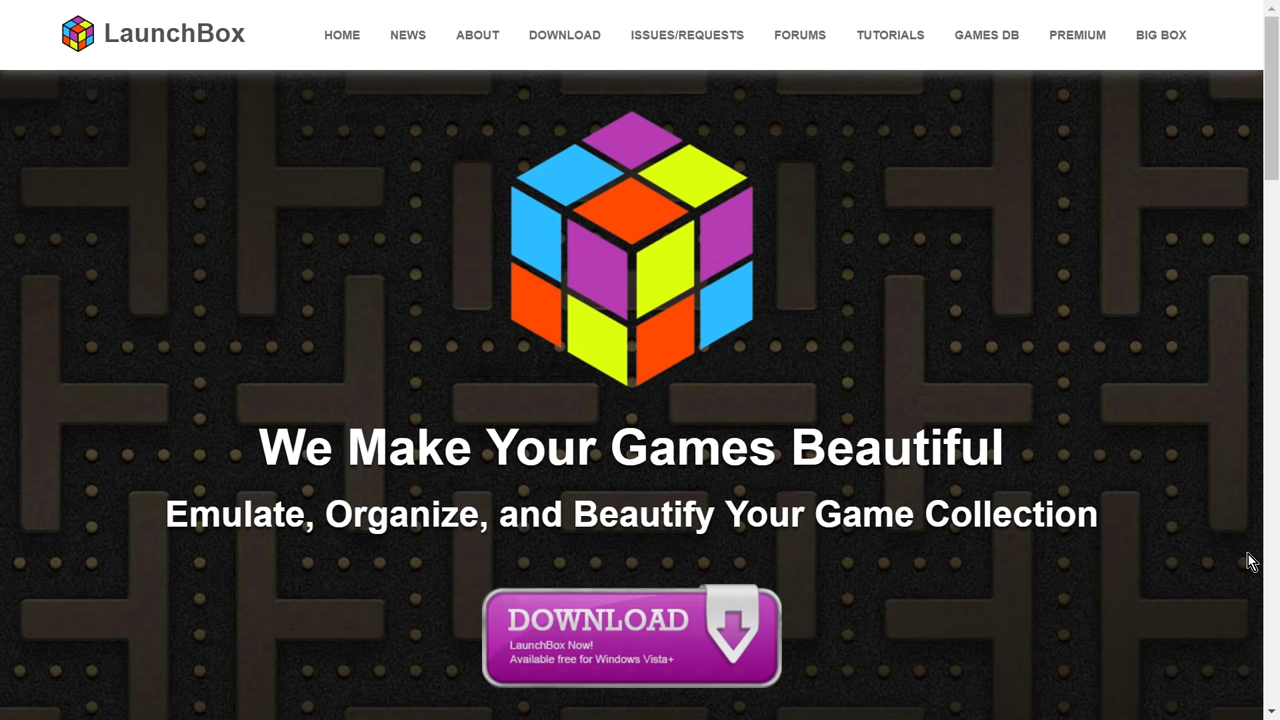 LaunchBox
HOME NEWS ABOUT DOWNLOAD ISSUES/REQUESTS FORUMS TUTORIALS GAMES DB PREMIUM BIG BOX
We Make Your Games Beautiful
Emulate, Organize, and Beautify Your Game Collection
DOWNLOAD
LaunchBox Now!
Available free for Windows Vista+